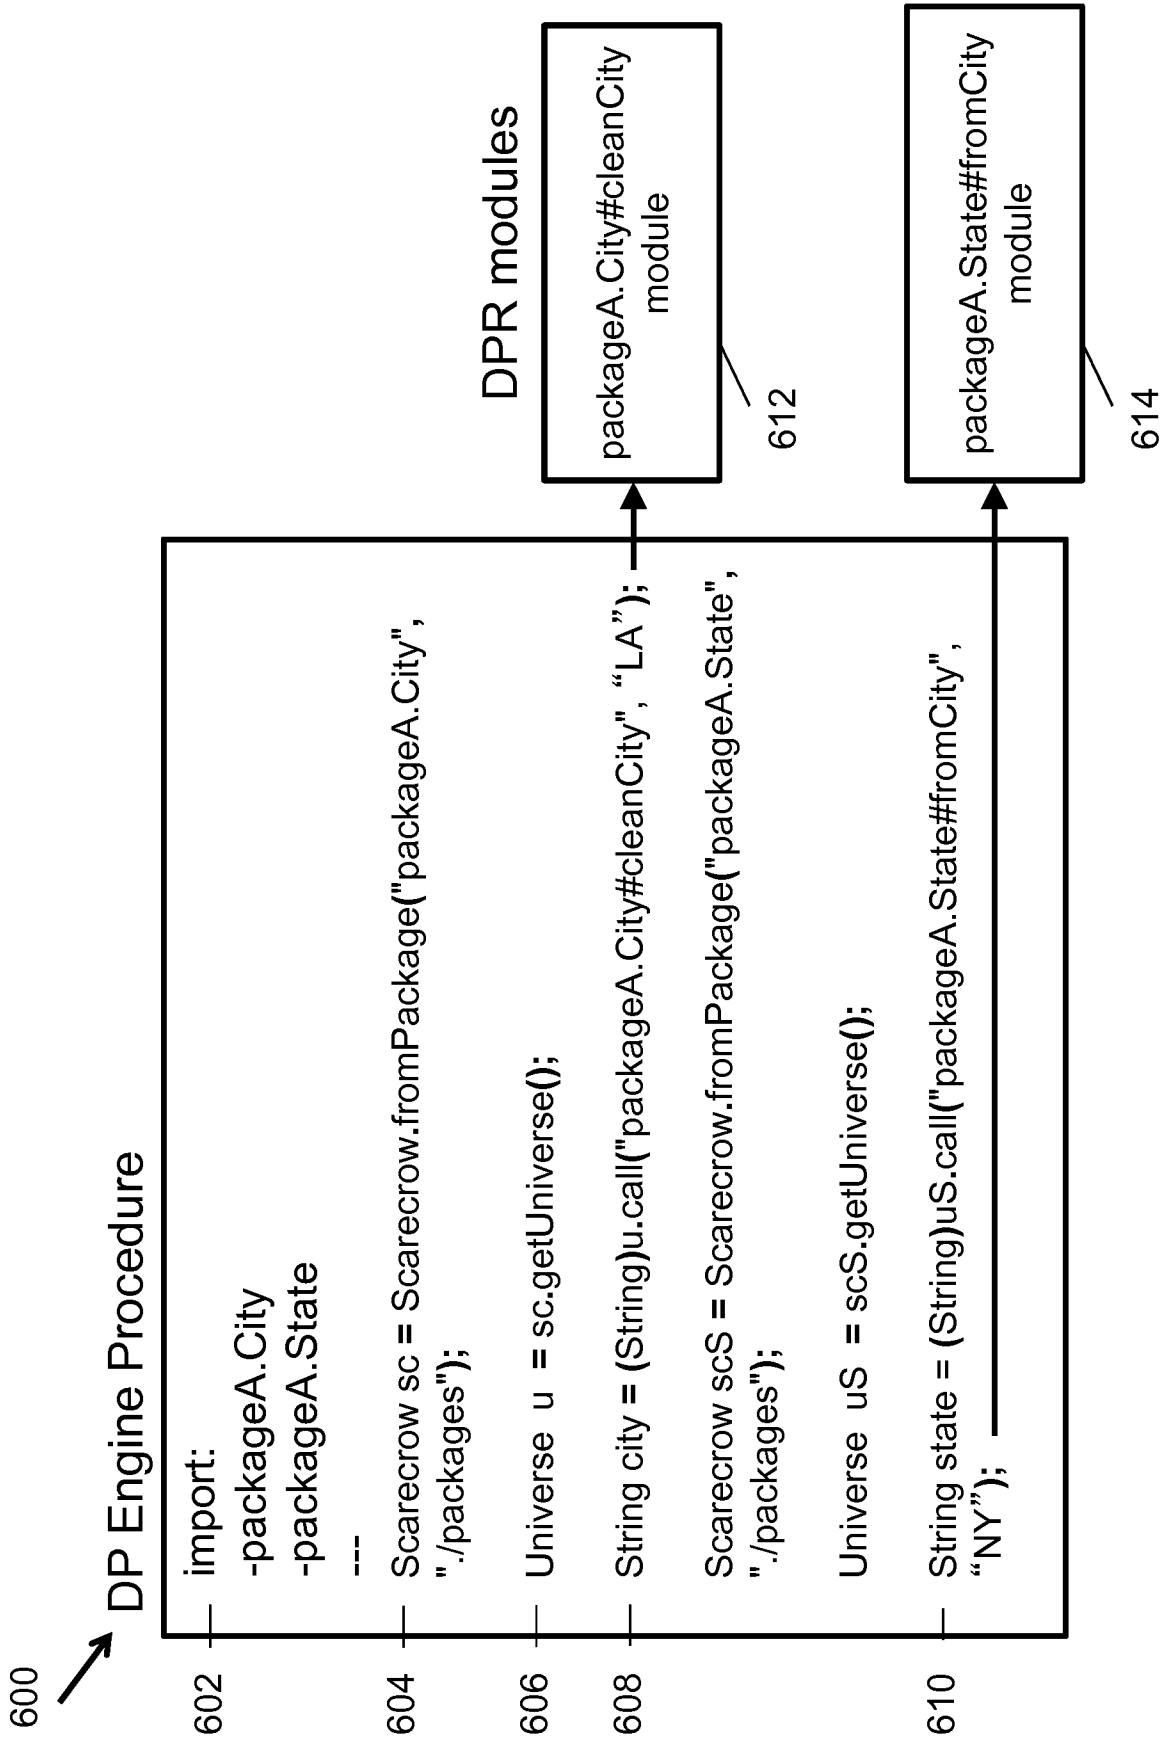 600
DP Engine Procedure
602
import:
-packageA.City
-packageA.State
---
604
Scarecrow sc = Scarecrow.fromPackage("packageA.City",
"./packages");
606
Universe u = sc.getUniverse();
608
String city = (String)u.call("packageA.City#cleanCity", “LA”);
Scarecrow scS = Scarecrow.fromPackage("packageA.State",
"./packages");
Universe uS = scS.getUniverse();
610
String state = (String)uS.call("packageA.State#fromCity",
“NY”);
DPR modules
packageA.City#cleanCity
module
612
packageA.State#fromCity
module
614